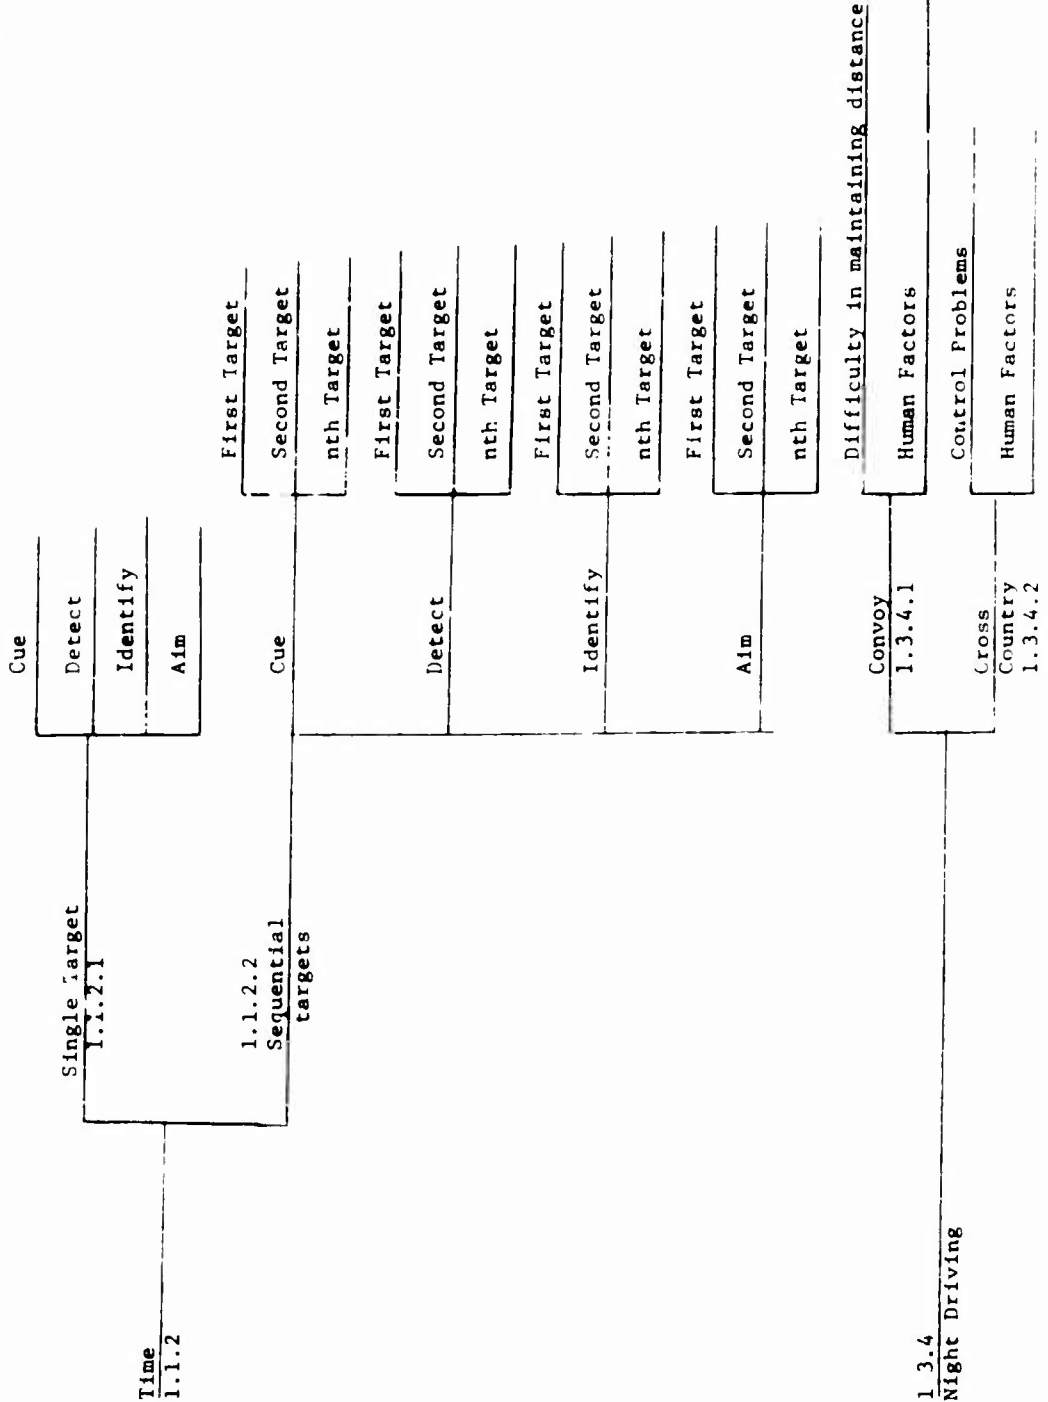 Time
1.1.2
Single Target
1.1.2.1
Cue
Detect
Identify
Aim
1.1.2.2
Sequential
targets
Cue
First Target
Second Target
nth Target
Detect
First Target
Second Target
nth Target
Identify
First Target
Second Target
nth Target
Aim
First Target
Second Target
nth Target
1 3.4
Night Driving
Convoy
1.3.4.1
Difficulty in maintaining distance
Human Factors
Cross
Country
1.3.4.2
Control Problems
Human Factors